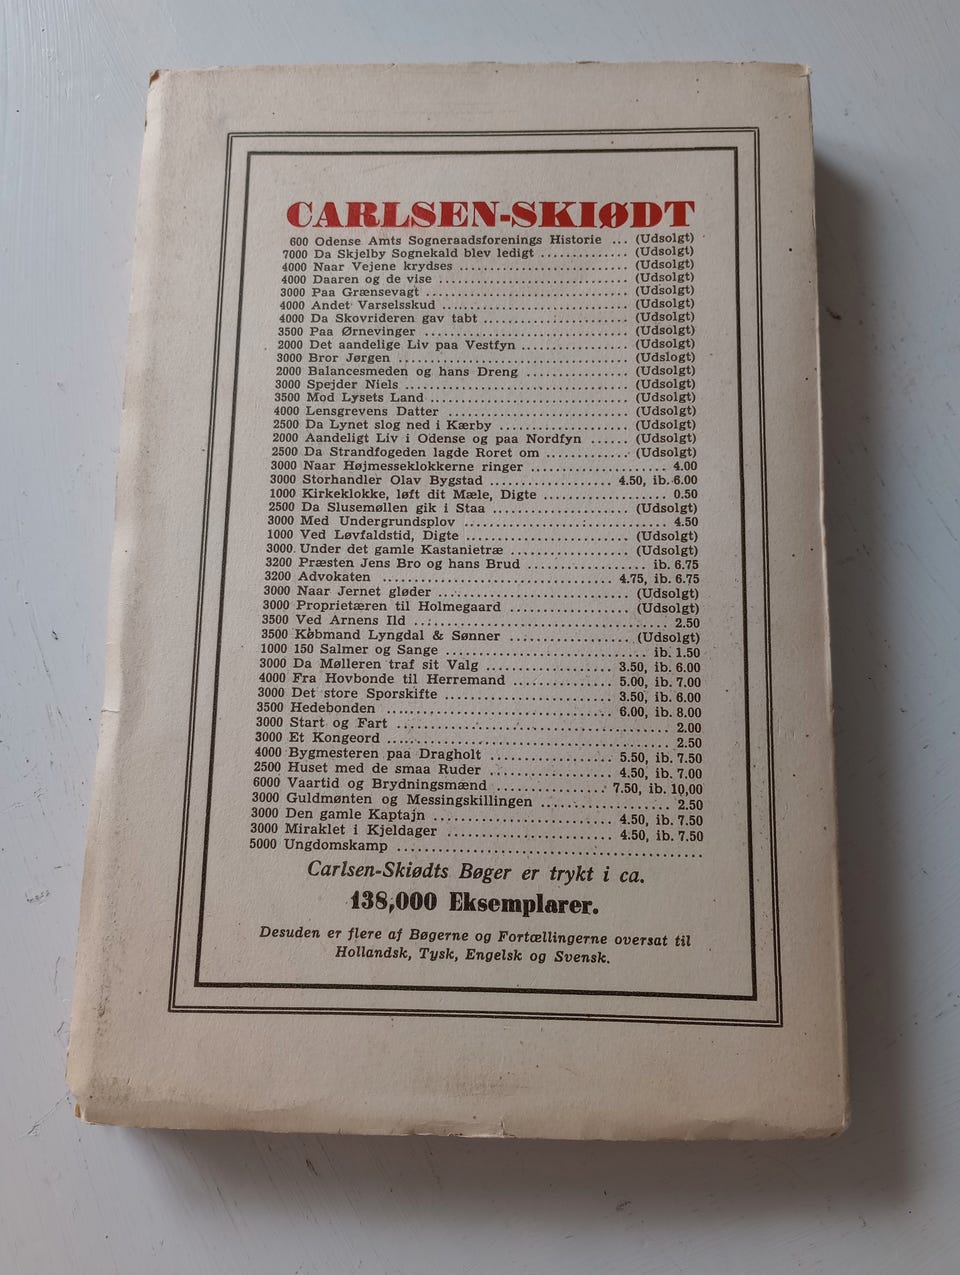 CARLSEN-SKIØDT
600 Odense Amts Sogneraadsforenings Historie ... (Udsolgt)
7000 Da Skjelby Sognekald blev ledigt .............. (Udsolgt)
4000 Naar Vejene krydses ............................ (Udsolgt)
4000 Daaren og de vise ............................... (Udsolgt)
3000 Paa Grænsevagt ................................. (Udsolgt)
4000 Andet Varselsskud .............................. (Udsolgt)
4000 Da Skovrideren gav tabt ........................ (Udsolgt)
3500 Paa Ørnevinger .................................. (Udsolgt)
2000 Det aandelige Liv paa Vestfyn .................. (Udsolgt)
3000 Bror Jørgen ...................................... (Udslogt)
2000 Balancesmeden og hans Dreng ................. (Udsolgt)
3000 Spejder Niels ..................................... (Udsolgt)
3500 Mod Lysets Land ................................. (Udsolgt)
4000 Lensgrevens Datter .............................. (Udsolgt)
2500 Da Lynet slog ned i Kærby ..................... (Udsolgt)
2000 Aandeligt Liv i Odense og paa Nordfyn ...... (Udsolgt)
2500 Da Strandfogeden lagde Roret om .............. (Udsolgt)
3000 Naar Højmesseklokkerne ringer ...................... 4.00
3000 Storhandler Olav Bygstad .................... 4.50, ib. 6.00
1000 Kirkeklokke, løft dit Mæle, Digte .................... 0.50
2500 Da Slusemøllen gik i Staa ....................... (Udsolgt)
3000 Med Undergrundsplov ................................. 4.50
1000 Ved Løvfaldstid, Digte ........................... (Udsolgt)
3000 Under det gamle Kastanietræ .................... (Udsolgt)
3200 Præsten Jens Bro og hans Brud .................... ib. 6.75
3200 Advokaten ...................................... 4.75, ib. 6.75
3000 Naar Jernet gløder ................................ (Udsolgt)
3000 Proprietæren til Holmegaard .................... (Udsolgt)
3500 Ved Arnens Ild ........................................... 2.50
3500 Købmand Lyngdal & Sønner ..................... (Udsolgt)
1000 150 Salmer og Sange ................................. ib. 1.50
3000 Da Mølleren traf sit Valg ...................... 3.50, ib. 6.00
4000 Fra Hovbonde til Herremand ................. 5.00, ib. 7.00
3000 Det store Sporskifte ............................ 3.50, ib. 6.00
3500 Hedebonden ...................................... 6.00, ib. 8.00
3000 Start og Fart ............................................. 2.00
3000 Et Kongeord ............................................... 2.50
4000 Bygmesteren paa Dragholt .................... 5.50, ib. 7.50
2500 Huset med de smaa Ruder .................... 4.50, ib. 7.00
6000 Vaartid og Brydningsmænd .................. 7.50, ib. 10,00
3000 Guldmønten og Messingskillingen ..................... 2.50
3000 Den gamle Kaptajn ............................. 4.50, ib. 7.50
3000 Miraklet i Kjeldager ........................... 4.50, ib. 7.50
5000 Ungdomskamp ...................................................
Carlsen-Skiødts Bøger er trykt i ca.
138,000 Eksemplarer.
Desuden er flere af Bøgerne og Fortællingerne oversat til
Hollandsk, Tysk, Engelsk og Svensk.